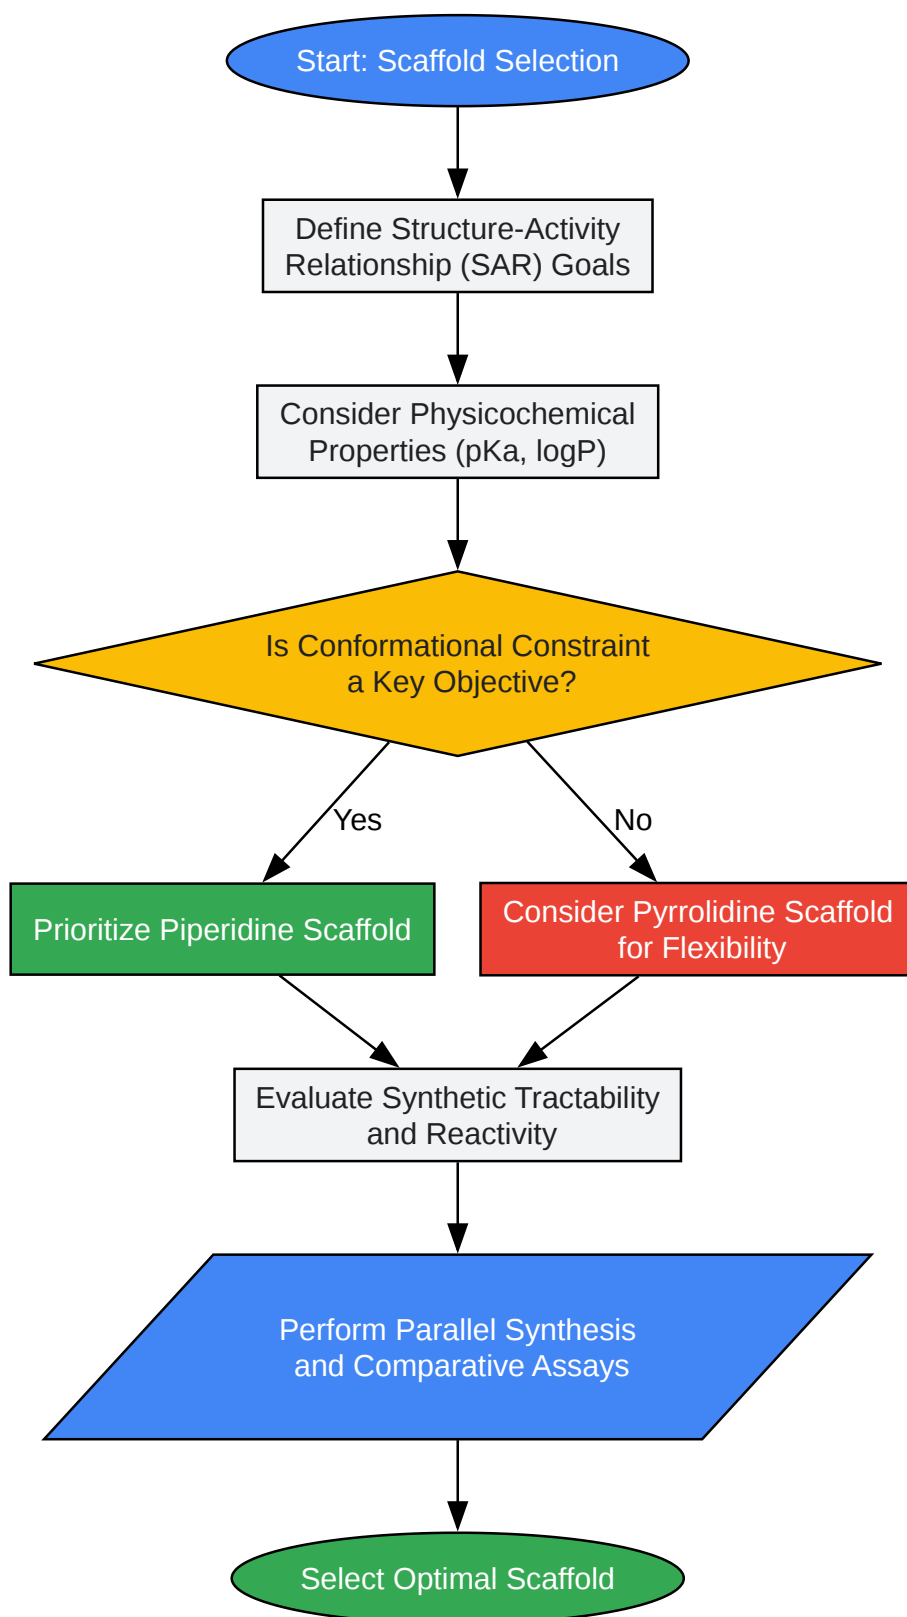 Start: Scaffold Selection
Define Structure-Activity
Relationship (SAR) Goals
Consider Physicochemical
Properties (pKa, logP)
Is Conformational Constraint
a Key Objective?
Yes
No
Prioritize Piperidine Scaffold
Consider Pyrrolidine Scaffold
for Flexibility
Evaluate Synthetic Tractability
and Reactivity
Perform Parallel Synthesis
and Comparative Assays
Select Optimal Scaffold